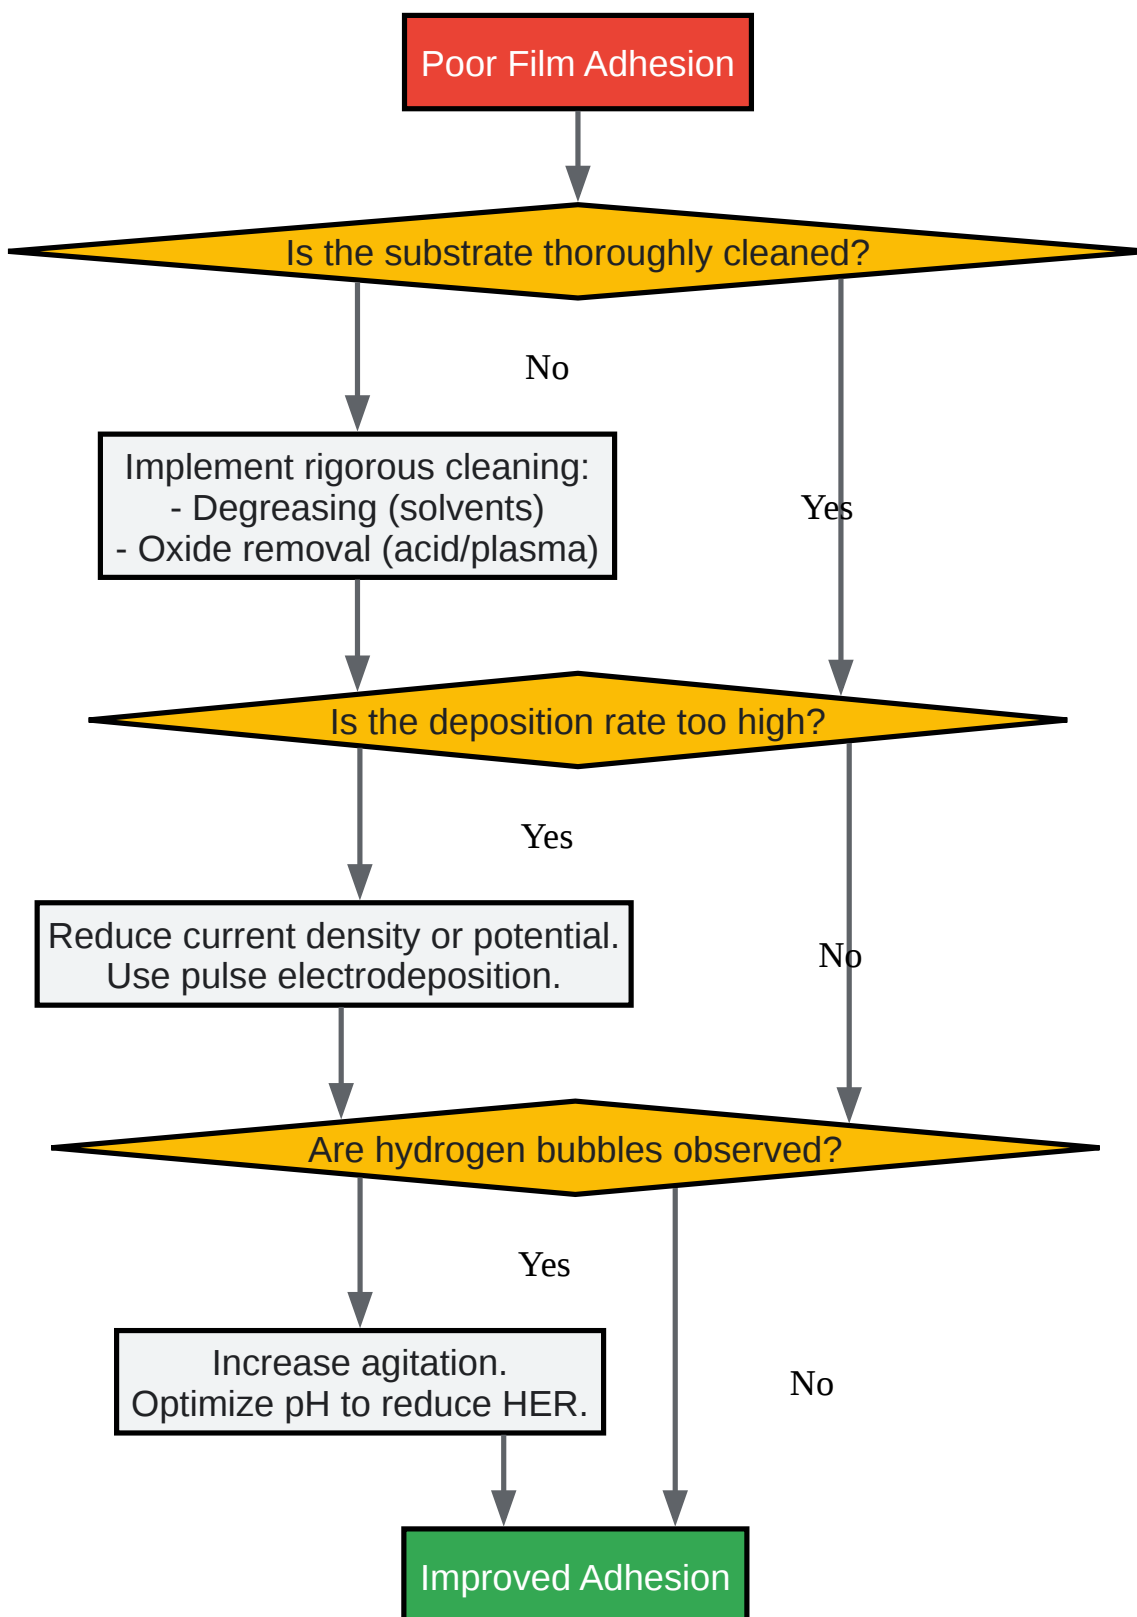 Poor Film Adhesion
Is the substrate thoroughly cleaned?
No
Implement rigorous cleaning:
- Degreasing (solvents)
- Oxide removal (acid/plasma)
Yes
Is the deposition rate too high?
Yes
Reduce current density or potential.
Use pulse electrodeposition.
No
Are hydrogen bubbles observed?
Yes
Increase agitation.
Optimize pH to reduce HER.
No
Improved Adhesion